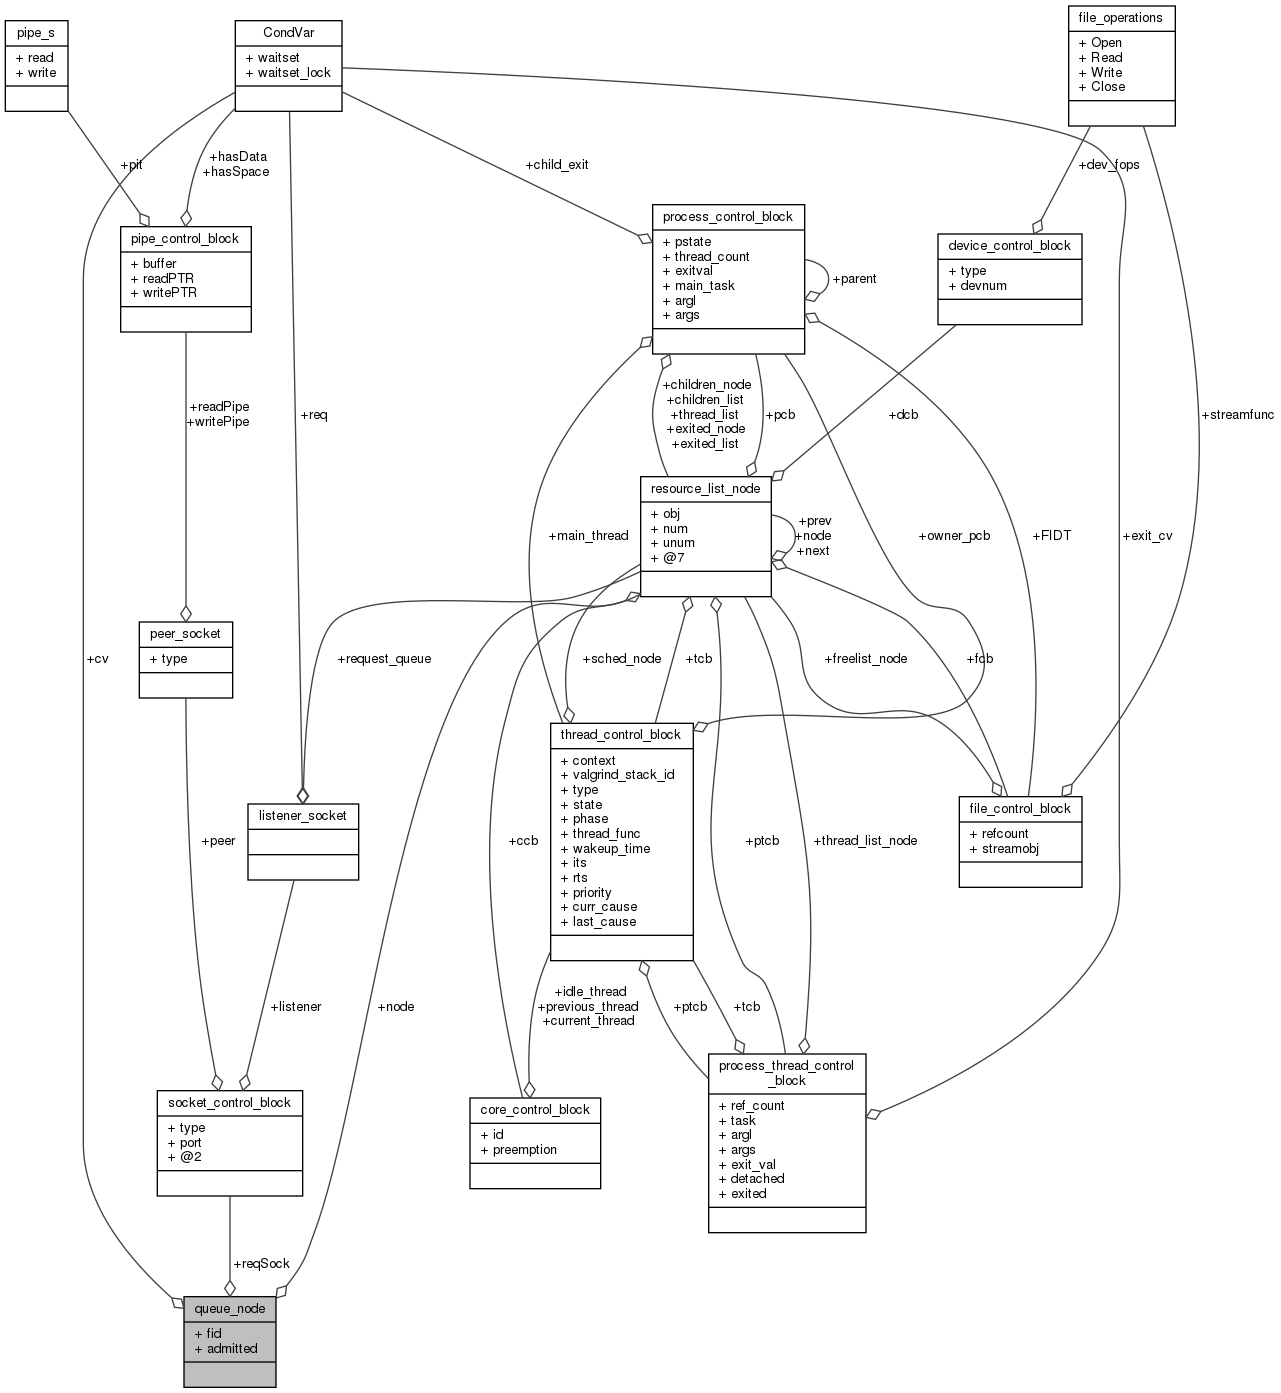 pipe_s
+ read
+ write
CondVar
+ waitset
+ waitset_lock
file_operations
+ Open
+ Read
+ Write
+ Close
+pit
+hasData
+hasSpace
+child_exit
+dev_fops
pipe_control_block
+ buffer
+ readPTR
+ writePTR
process_control_block
+ pstate
+ thread_count
+ exitval
+ main_task
+ argl
+ args
+parent
device_control_block
+ type
+ devnum
+readPipe
+writePipe
+req
+children_node
+children_list
+thread_list
+exited_node
+exited_list
+pcb
+dcb
+streamfunc
resource_list_node
+ obj
+ num
+ unum
+ @7
+prev
+node
+next
+main_thread
+owner_pcb
+FIDT
+exit_cv
peer_socket
+ type
+cv
+request_queue
+sched_node
+tcb
+freelist_node
+fcb
thread_control_block
+ context
+ valgrind_stack_id
+ type
+ state
+ phase
+ thread_func
+ wakeup_time
+ its
+ rts
+ priority
+ curr_cause
+ last_cause
listener_socket
file_control_block
+ refcount
+ streamobj
+peer
+ccb
+ptcb
+thread_list_node
+listener
+node
+idle_thread
+previous_thread
+current_thread
+ptcb
+tcb
socket_control_block
+ type
+ port
+ @2
core_control_block
+ id
+ preemption
process_thread_control
_block
+ ref_count
+ task
+ argl
+ args
+ exit_val
+ detached
+ exited
+reqSock
queue_node
+ fid
+ admitted